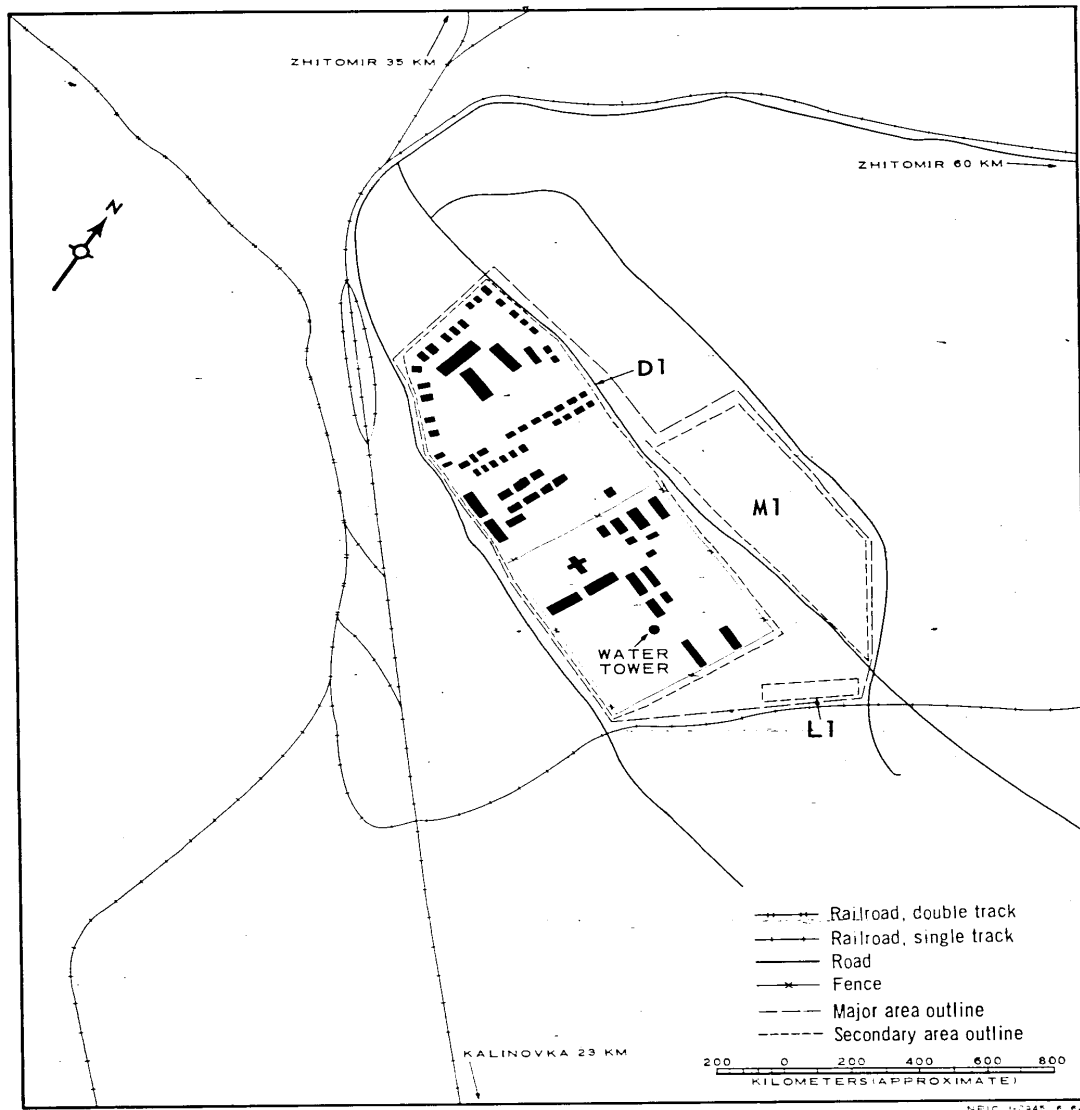 ZHITOMIR 35 KM
ZHITOMIR 60 KM
N
D1
M1
WATER
TOWER
L1
Railroad, double track
Railroad, single track
Road
Fence
Major area outline
Secondary area outline
KALINOVKA 23 KM
200 0 200 400 600 800
KILOMETERS (APPROXIMATE)
NPIC